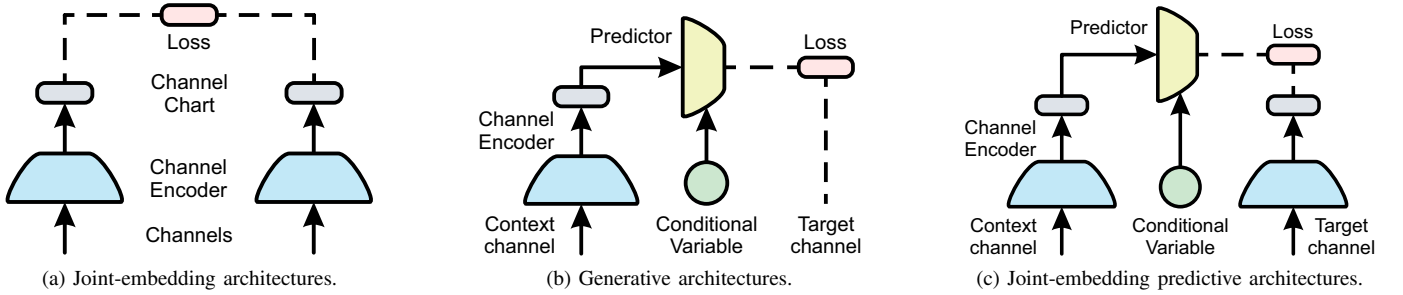 Loss
Channel
Chart
Channel
Encoder
Channels
(a) Joint-embedding architectures.
Predictor
Loss
Channel
Encoder
Context
channel
Conditional
Variable
Target
channel
(b) Generative architectures.
Predictor
Loss
Channel
Encoder
Context
channel
Conditional
Variable
Target
channel
(c) Joint-embedding predictive architectures.